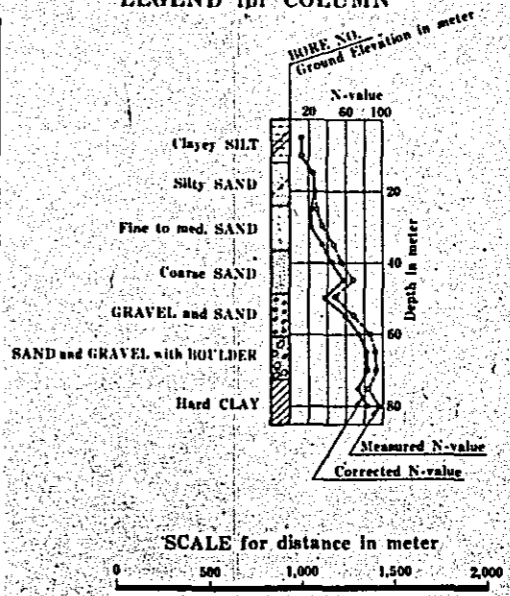 LEGEND for COLUMN
BORE NO.
Ground Elevation in meter
N-value
20 60 100
Clayey SILT
Silty SAND
20
Fine to med. SAND
Coarse SAND
40
GRAVEL and SAND
60
SAND and GRAVEL with BOULDER
Hard CLAY
80
Depth in meter
Measured N-value
Corrected N-value
SCALE for distance in meter
0 500 1,000 1,500 2,000